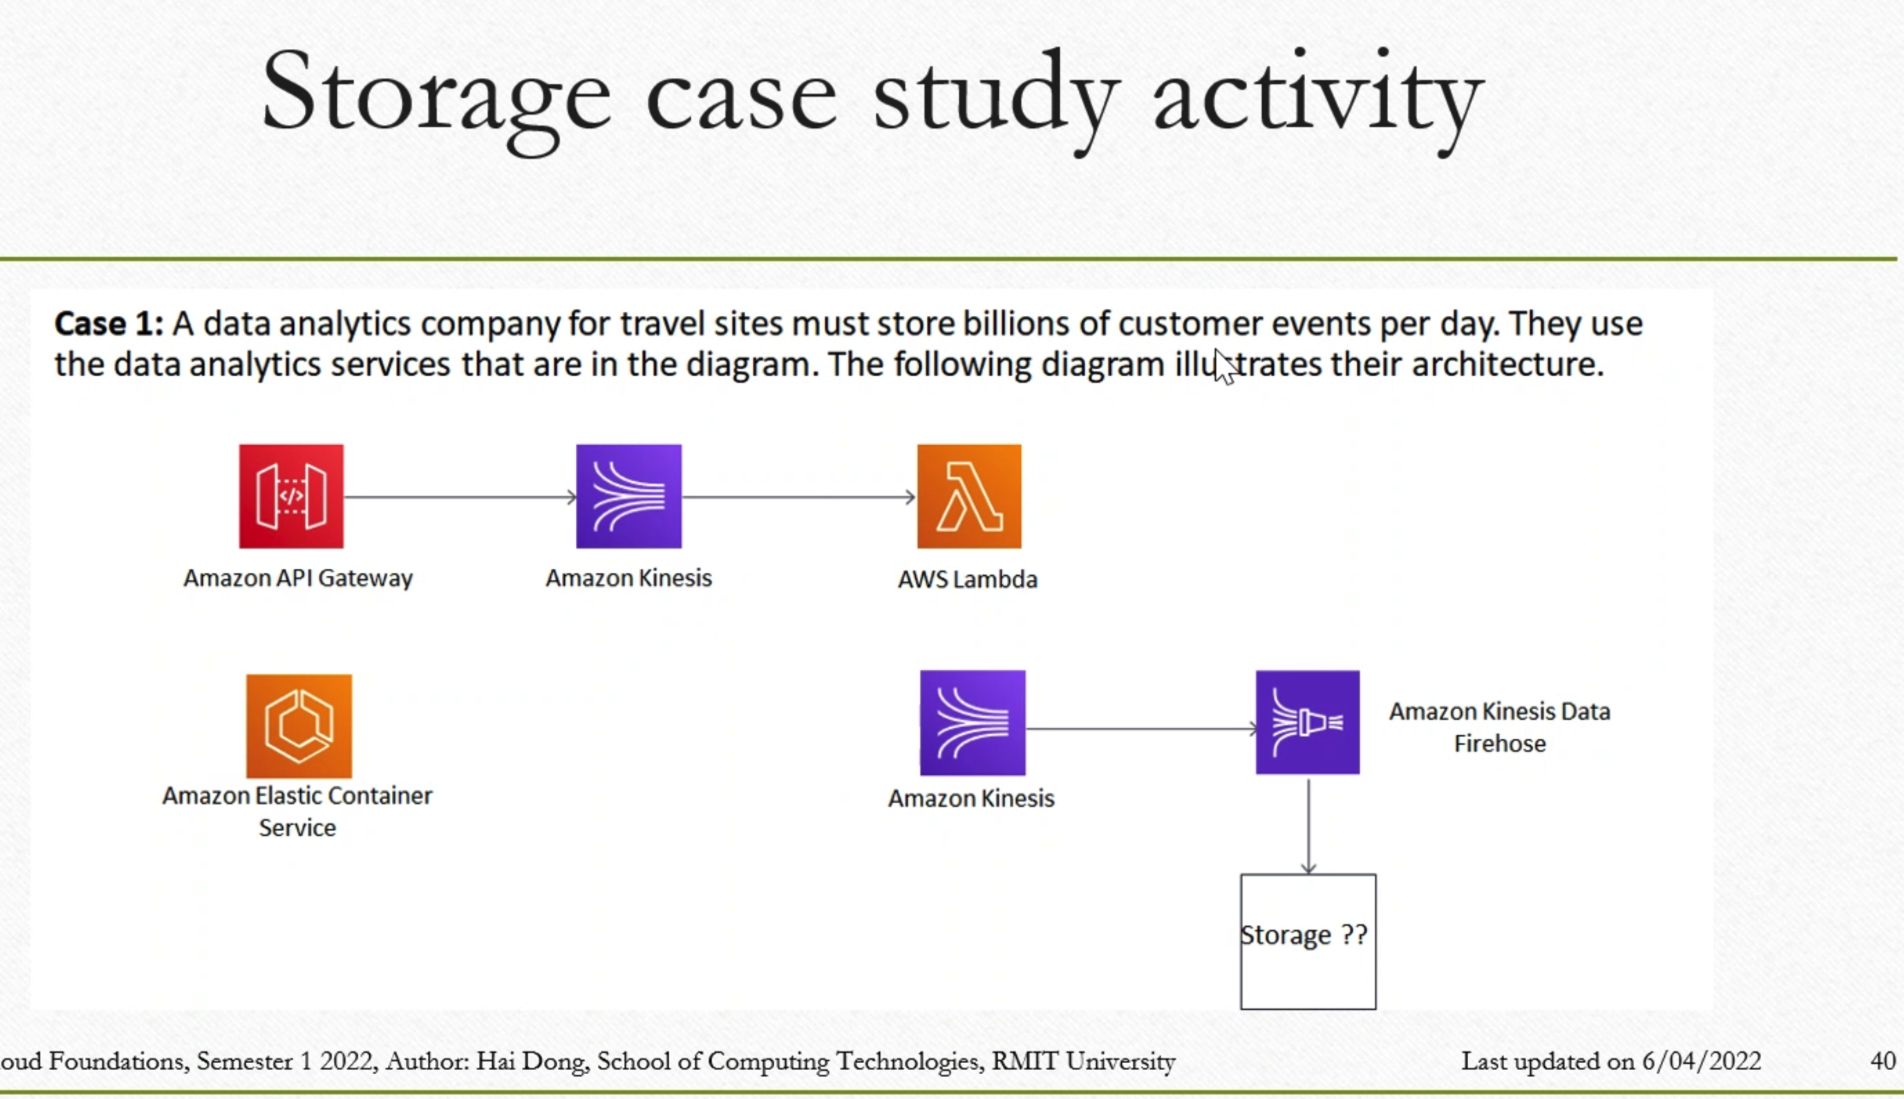 Storage case study activity
Case 1: A data analytics company for travel sites must store billions of customer events per day. They use
the data analytics services that are in the diagram. The following diagram illustrates their architecture.
Amazon API Gateway
Amazon Kinesis
AWS Lambda
Amazon Elastic Container
Service
Amazon Kinesis
Amazon Kinesis Data
Firehose
Storage ??
Foundations, Semester 1 2022, Author: Hai Dong, School of Computing Technologies, RMIT University
Last updated on 6/04/2022
40